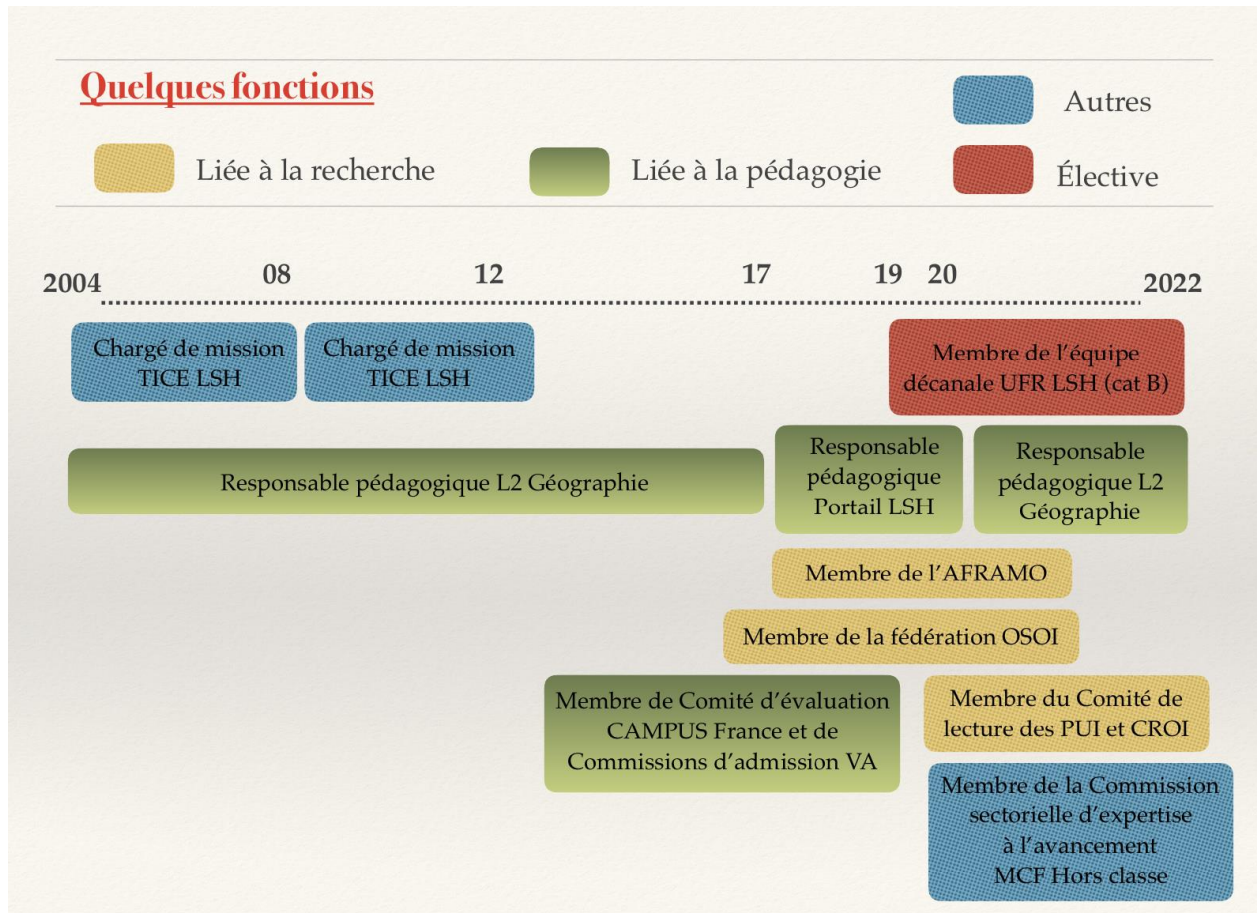 Quelques fonctions
Autres
Liée à la recherche
Liée à la pédagogie
Élective
2004
08
12
17
19
20
2022
Chargé de mission
TICE LSH
Chargé de mission
TICE LSH
Membre de l'équipe
décanale UFR LSH (cat B)
Responsable pédagogique L2 Géographie
Responsable
pédagogique
Portail LSH
Responsable
pédagogique L2
Géographie
Membre de l'AFRAMO
Membre de la fédération OSOI
Membre de Comité d'évaluation
CAMPUS France et de
Commissions d'admission VA
Membre du Comité de
lecture des PUI et CROI
Membre de la Commission
sectorielle d'expertise
à l'avancement
MCF Hors classe